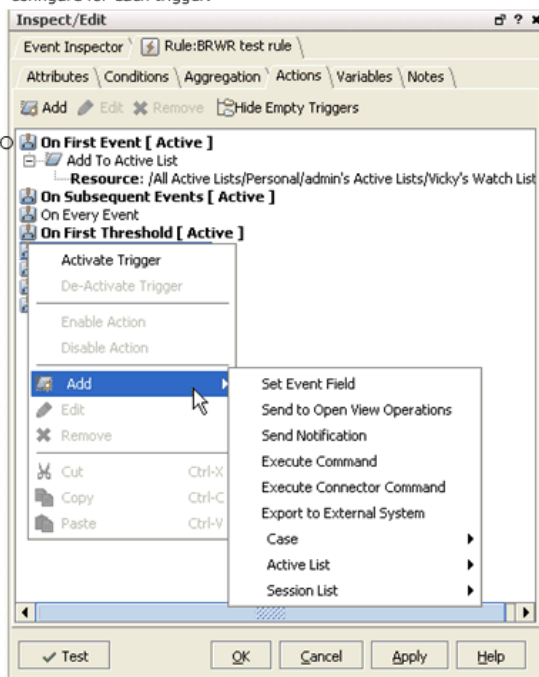 configure for each trigger.
Inspect/Edit
Event Inspector Rule:BRWR test rule
Attributes Conditions Aggregation Actions Variables Notes
Add Edit Remove Hide Empty Triggers
On First Event [ Active ]
Add To Active List
Resource: /All Active Lists/Personal/admin's Active Lists/Vicky's Watch List
On Subsequent Events [ Active ]
On Every Event
On First Threshold [ Active ]
Activate Trigger
De-Activate Trigger
Enable Action
Disable Action
Add
Edit
Remove
Cut Ctrl-X
Copy Ctrl-C
Paste Ctrl-V
Set Event Field
Send to Open View Operations
Send Notification
Execute Command
Execute Connector Command
Export to External System
Case
Active List
Session List
Test OK Cancel Apply Help